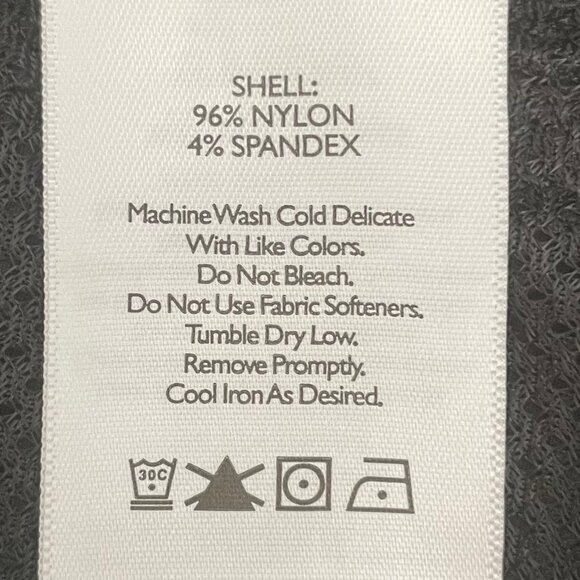 SHELL:
96% NYLON
4% SPANDEX
Machine Wash Cold Delicate
With Like Colors.
Do Not Bleach.
Do Not Use Fabric Softeners.
Tumble Dry Low.
Remove Promptly.
Cool Iron As Desired.
30C